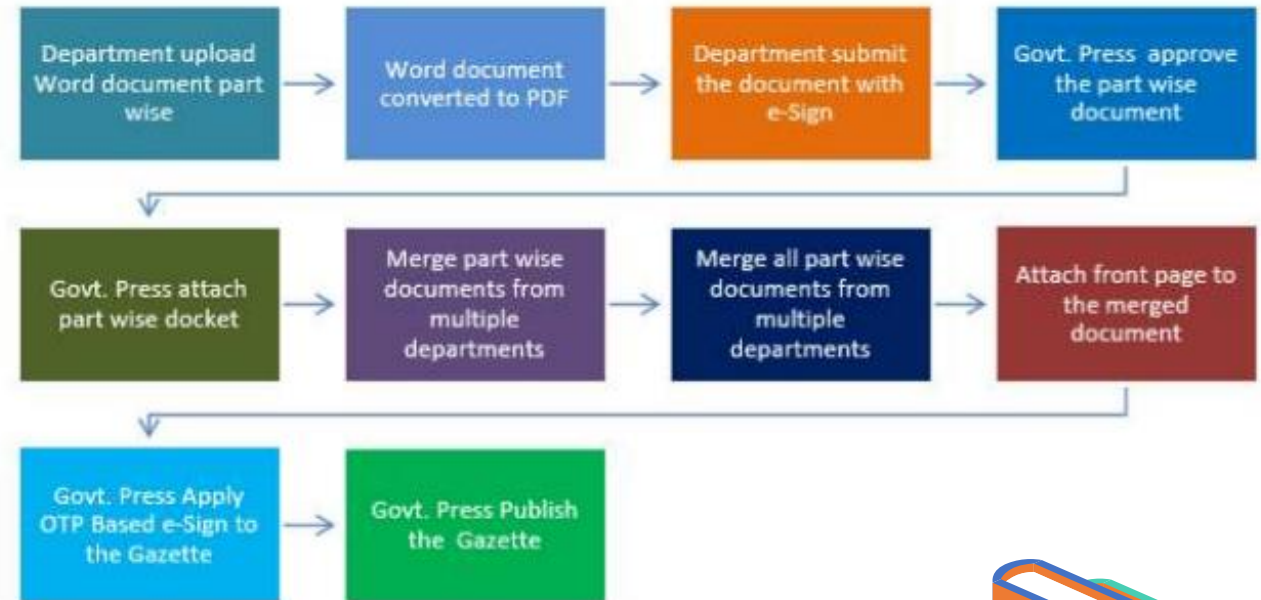 Department upload
Word document part
wise
Word document
converted to PDF
Department submit
the document with
e-Sign
Govt. Press approve
the part wise
document
Govt. Press attach
part wise docket
Merge part wise
documents from
multiple
departments
Merge all part wise
documents from
multiple
departments
Attach front page to
the merged
document
Govt. Press Apply
OTP Based e-Sign to
the Gazette
Govt. Press Publish
the Gazette